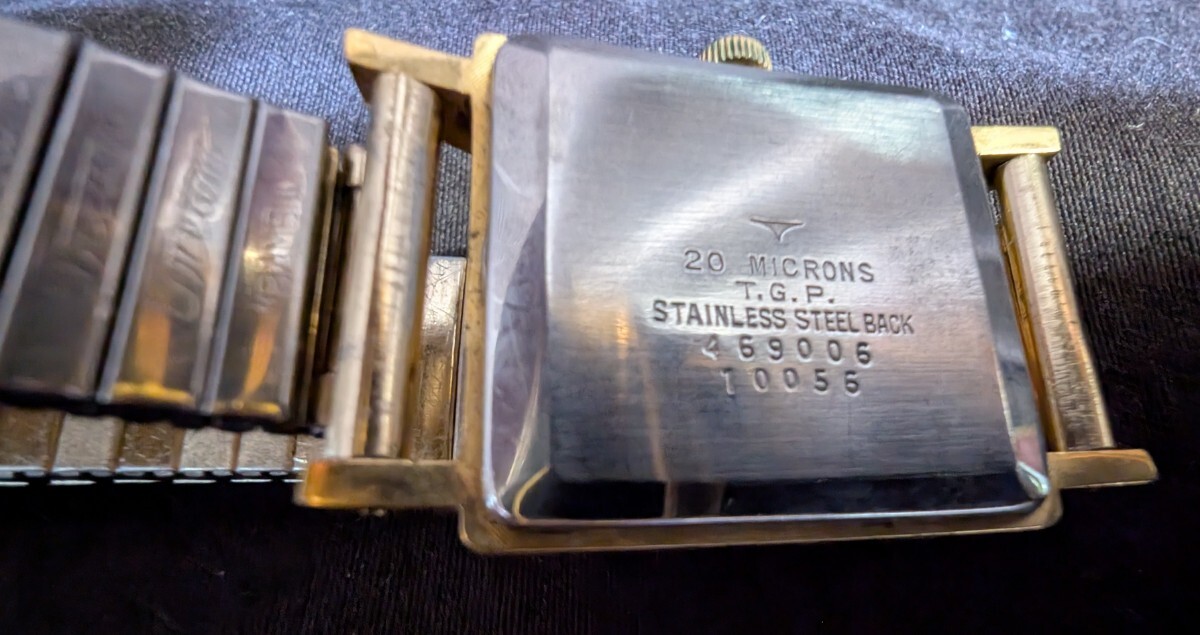 20 MICRONS
T.G.P.
STAINLESS STEEL BACK
469006
10056